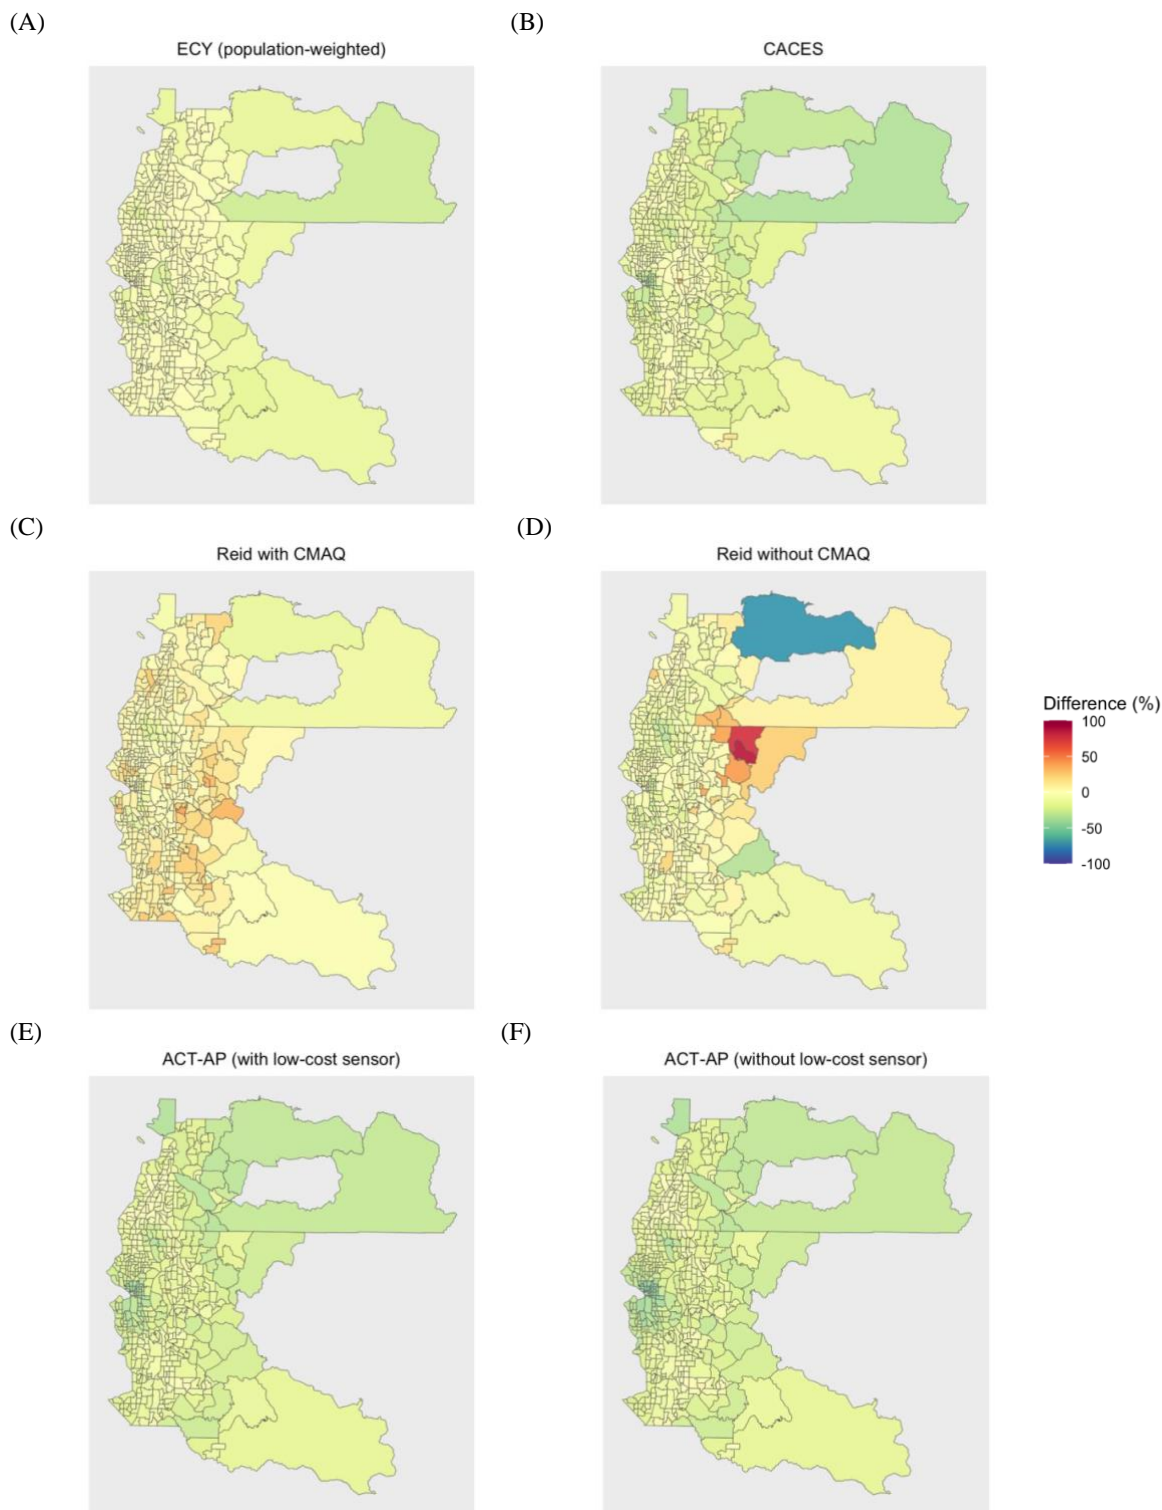 (A)
(B)
ECY (population-weighted)
CACES
(C)
(D)
Reid with CMAQ
Reid without CMAQ
Difference (%)
100
50
0
-50
-100
(E)
(F)
ACT-AP (with low-cost sensor)
ACT-AP (without low-cost sensor)